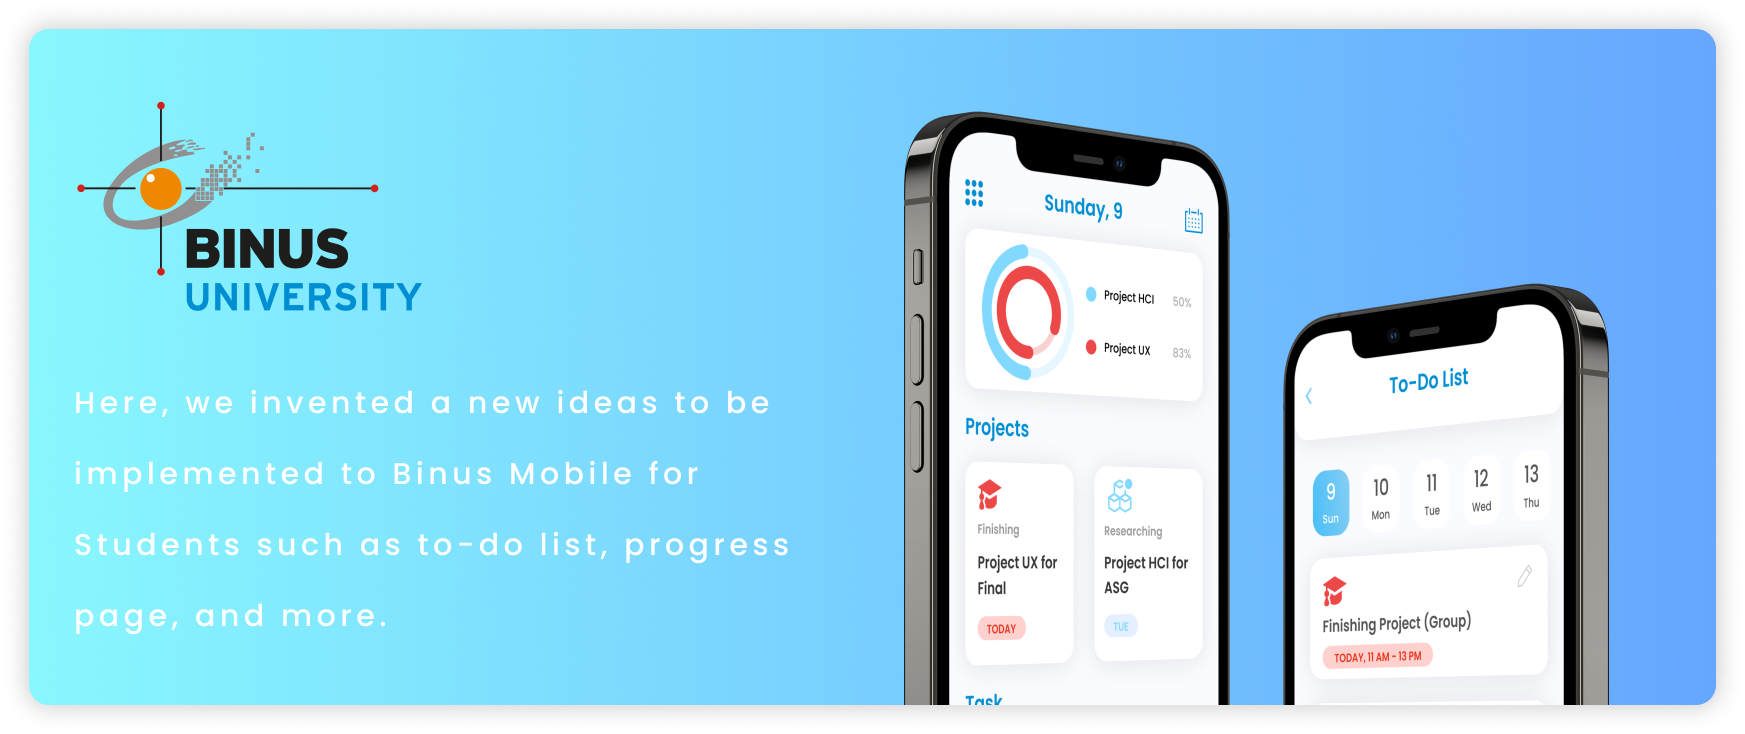 BINUS
UNIVERSITY
Here, we invented a new ideas to be
implemented to Binus Mobile for
Students such as to-do list, progress
page, and more.
Sunday, 9
Project HCI 50%
Project UX 83%
Projects
Finishing
Project UX for
Final
TODAY
Researching
Project HCI for
ASG
TUE
Task
To-Do List
9 10 11 12 13
Sun Mon Tue Wed Thu
Finishing Project (Group)
TODAY, 11 AM - 13 PM